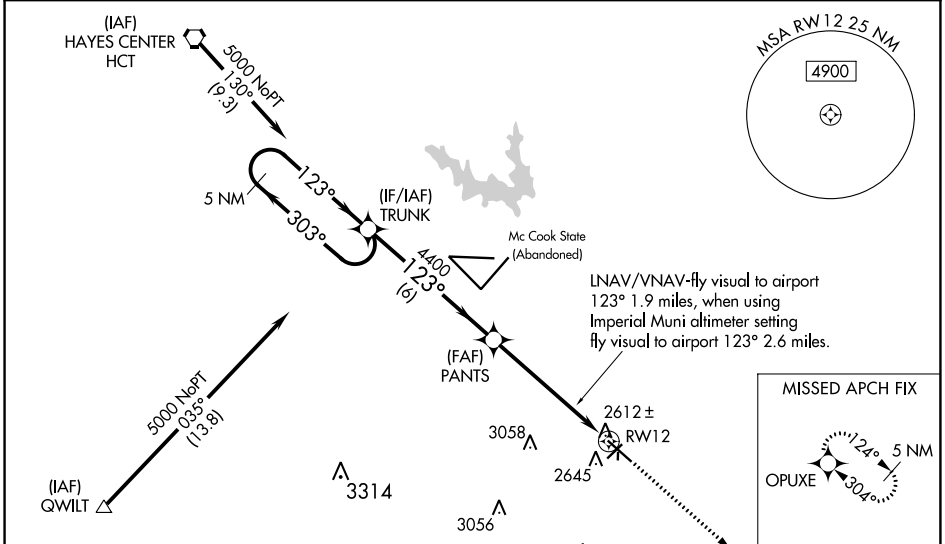 (IAF)
HAYES CENTER
HCT
5000 NoPT
130°
(9.3)
MSA RW12 25 NM
4900
5 NM
123°
303°
(IF/IAF)
TRUNK
Mc Cook State
(Abandoned)
4400
123°
(6)
LNAV/VNAV-fly visual to airport
123° 1.9 miles, when using
Imperial Muni altimeter setting
fly visual to airport 123° 2.6 miles.
(FAF)
PANTS
5000 NoPT
035°
(13.8)
2612 ±
RW12
3058
2645
3314
3056
(IAF)
QWILT
MISSED APCH FIX
124°
5 NM
OPUXE
304°